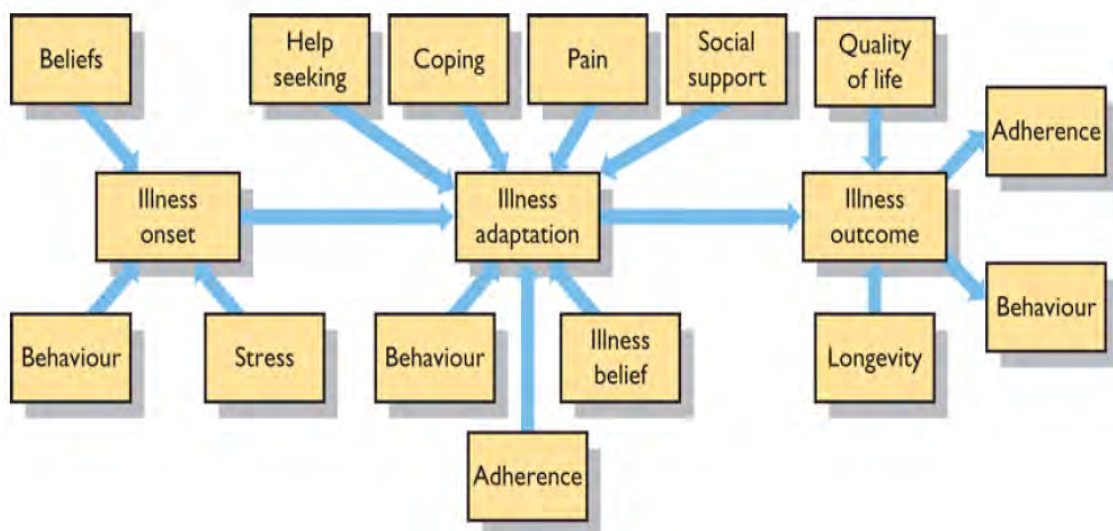 Beliefs
Help
seeking
Coping
Pain
Social
support
Quality
of life
Adherence
Illness
onset
Illness
adaptation
Illness
outcome
Behaviour
Stress
Behaviour
Illness
belief
Longevity
Behaviour
Adherence